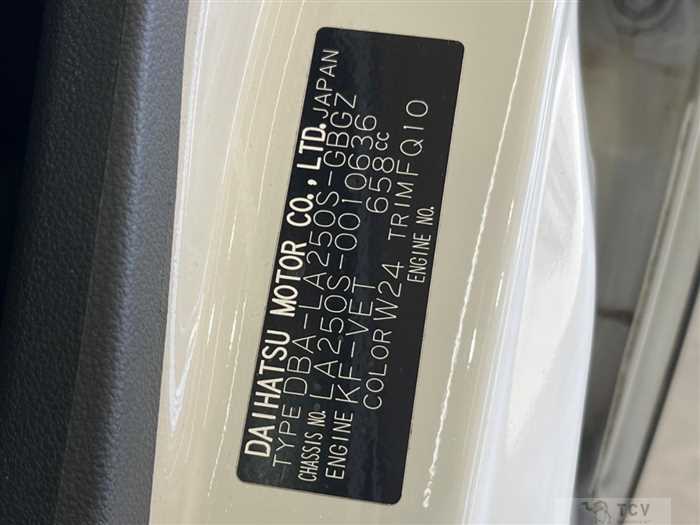 DAIHATSU MOTOR CO., LTD. JAPAN
TYPE DBA-LA250S-GBGZ
CHASSIS NO. LA250S-0010636
ENGINE KF-VET 658cc
COLOR W24 TRIM FQ10
ENGINE NO.
TCV